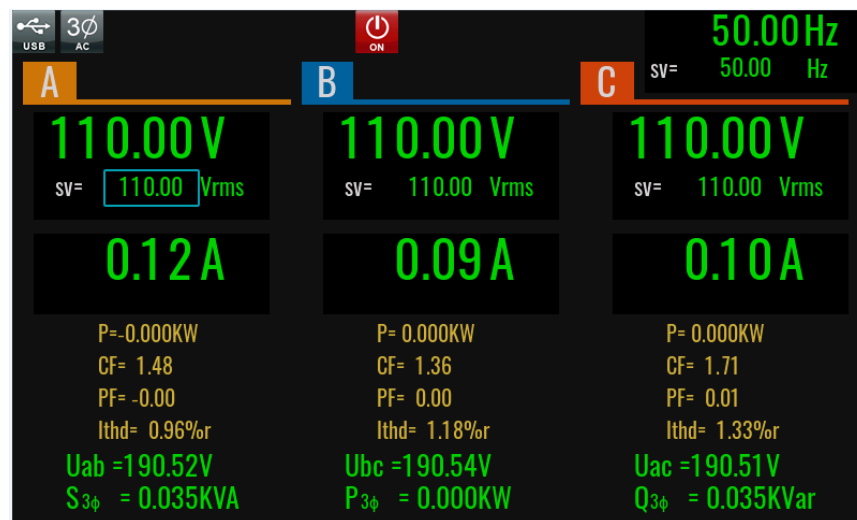 USB
3Ø
AC
ON
50.00Hz
sv= 50.00 Hz
A
B
C
110.00V
sv= 110.00 Vrms
110.00V
sv= 110.00 Vrms
110.00V
sv= 110.00 Vrms
0.12A
0.09A
0.10A
P=-0.000KW
CF= 1.48
PF= -0.00
Ithd= 0.96%r
P= 0.000KW
CF= 1.36
PF= 0.00
Ithd= 1.18%r
P= 0.000KW
CF= 1.71
PF= 0.01
Ithd= 1.33%r
Uab =190.52V
Ubc =190.54V
Uac =190.51V
S3ϕ = 0.035KVA
P3ϕ = 0.000KW
Q3ϕ = 0.035KVar